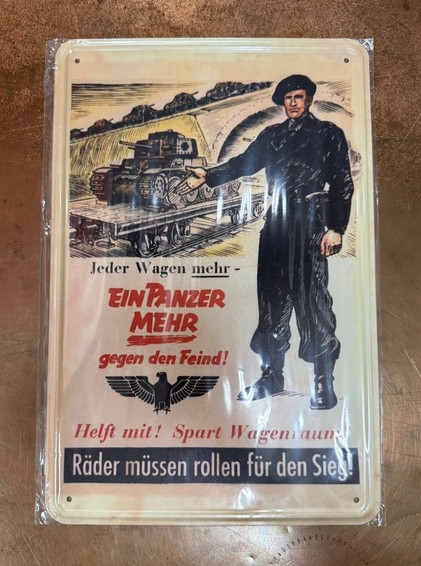 Jeder Wagen mehr -
EIN PANZER
MEHR
gegen den Feind!
Helft mit! Spart Wagenraum
Räder müssen rollen für den Sieg!